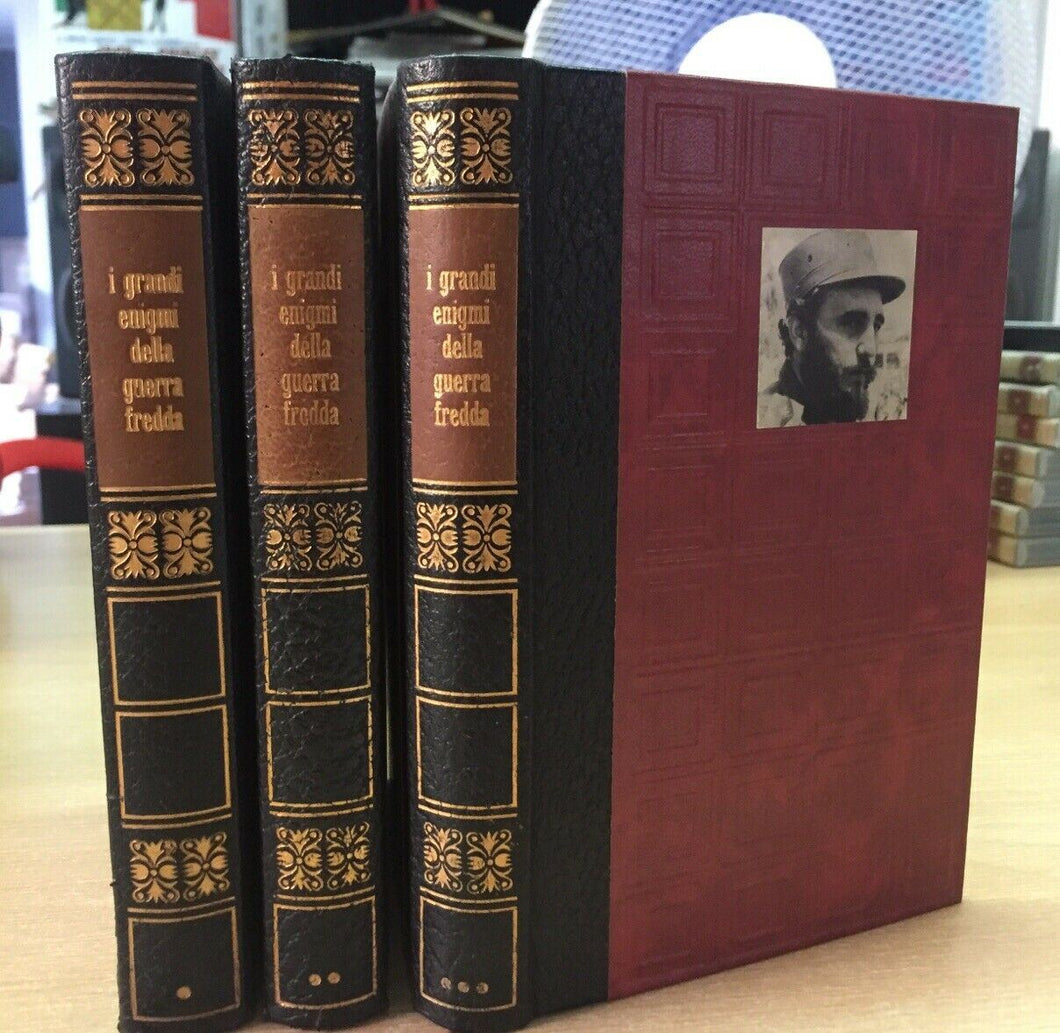 i grandi
enigmi
della
guerra
fredda
i grandi
enigmi
della
guerra
fredda
i grandi
enigmi
della
guerra
fredda